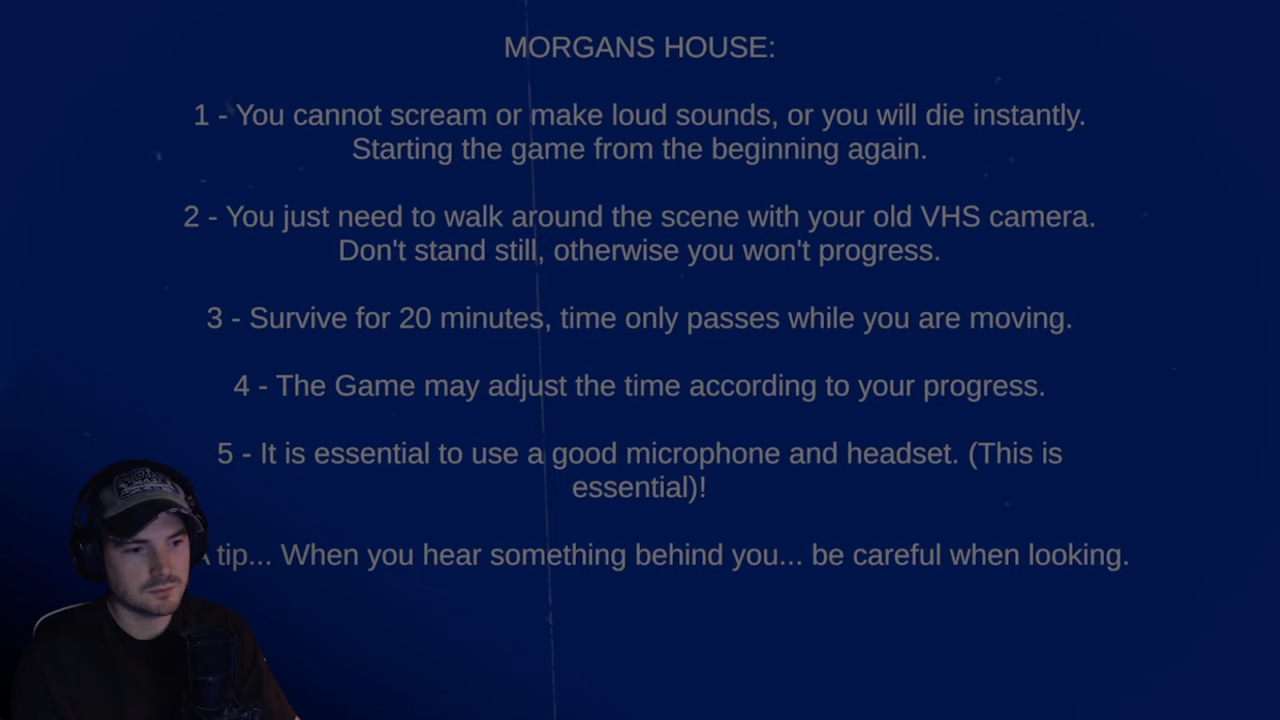 MORGANS HOUSE:
1 - You cannot scream or make loud sounds, or you will die instantly.
Starting the game from the beginning again.
2 - You just need to walk around the scene with your old VHS camera.
Don't stand still, otherwise you won't progress.
3 - Survive for 20 minutes, time only passes while you are moving.
4 - The Game may adjust the time according to your progress.
5 - It is essential to use a good microphone and headset. (This is
essential)!
tip... When you hear something behind you... be careful when looking.